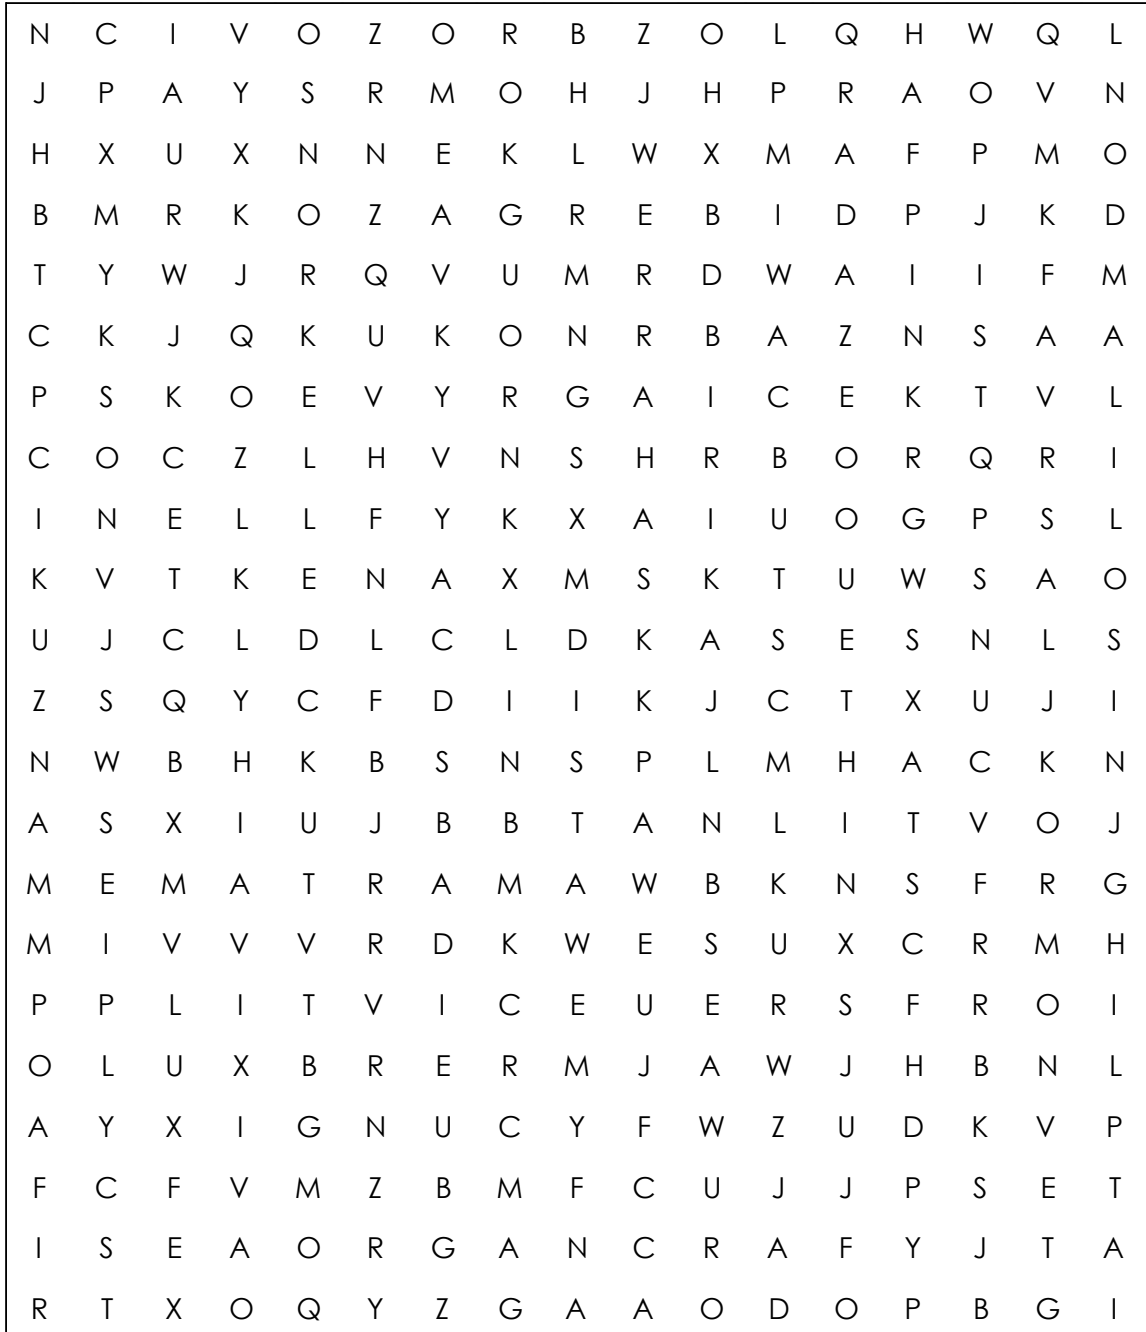 N C I V O Z O R B Z O L Q H W Q L
J P A Y S R M O H J H P R A O V N
H X U X N N E K L W X M A F P M O
B M R K O Z A G R E B I D P J K D
T Y W J R Q V U M R D W A I I F M
C K J Q K U K O N R B A Z N S A A
P S K O E V Y R G A I C E K T V L
C O C Z L H V N S H R B O R Q R I
I N E L L F Y K X A I U O G P S L
K V T K E N A X M S K T U W S A O
U J C L D L C L D K A S E S N L S
Z S Q Y C F D I I K J C T X U J I
N W B H K B S N S P L M H A C K N
A S X I U J B B T A N L I T V O J
M E M A T R A M A W B K N S F R G
M I V V V R D K W E S U X C R M H
P P L I T V I C E U E R S F R O I
O L U X B R E R M J A W J H B N L
A Y X I G N U C Y F W Z U D K V P
F C F V M Z B M F C U J J P S E T
I S E A O R G A N C R A F Y J T A
R T X O Q Y Z G A A O D O P B G I